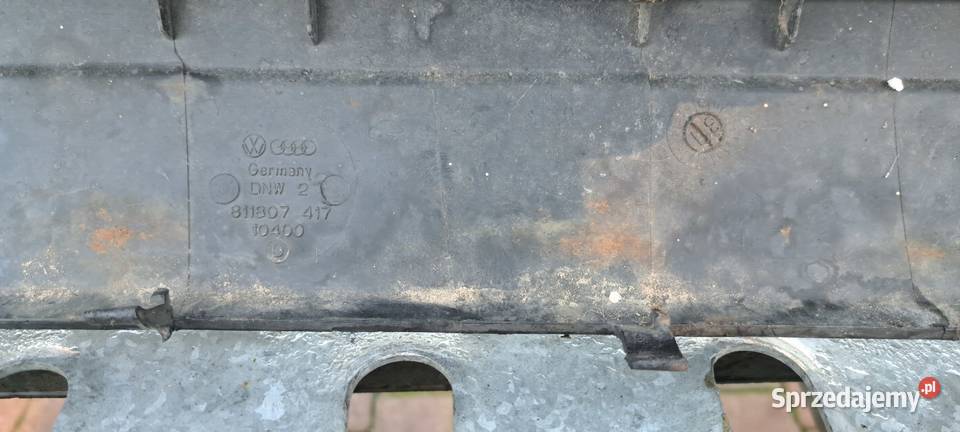 Germany
DNW 2
811807 417
10400
Sprzedajemy.pl